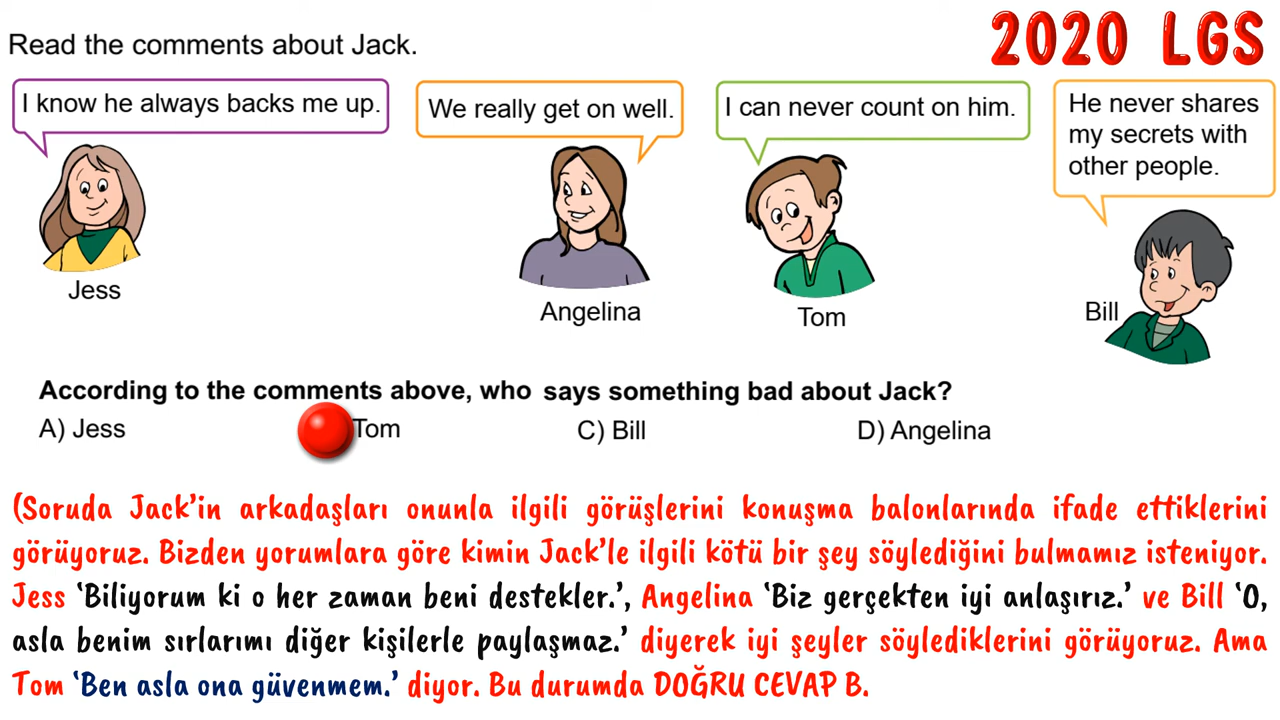 Read the comments about Jack.
2020 LGS
I know he always backs me up.
We really get on well.
I can never count on him.
He never shares
my secrets with
other people.
Jess
Angelina
Tom
Bill
According to the comments above, who says something bad about Jack?
A) Jess
Tom
C) Bill
D) Angelina
(Soruda Jack'in arkadaşları onunla ilgili görüşlerini konuşma balonlarında ifade ettiklerini
görüyoruz. Bizden yorumlara göre kimin Jack'le ilgili kötü bir şey söylediğini bulmamız isteniyor.
Jess 'Biliyorum ki o her zaman beni destekler.', Angelina 'Biz gerçekten iyi anlaşırız.' ve Bill 'O,
asla benim sırlarımı diğer kişilerle paylaşmaz.' diyerek iyi şeyler söylediklerini görüyoruz. Ama
Tom 'Ben asla ona güvenmem.' diyor. Bu durumda DOĞRU CEVAP B.